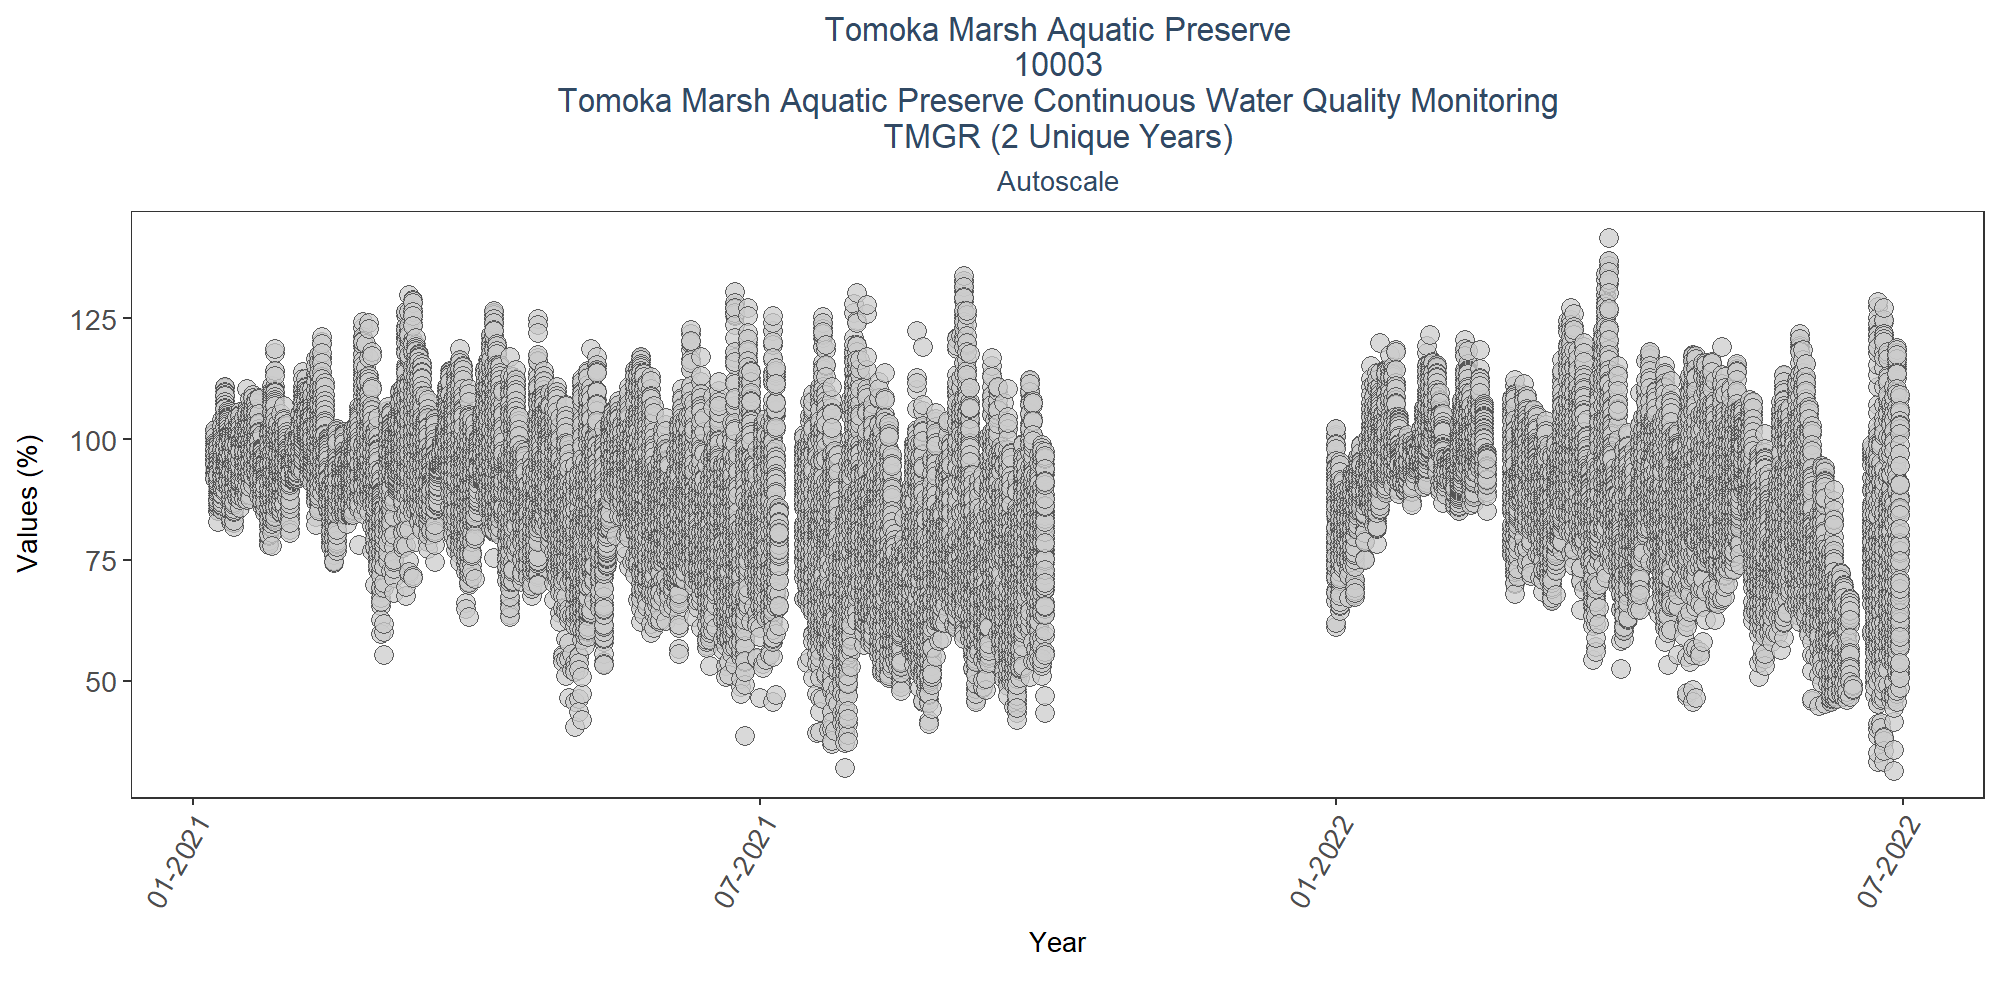 Tomoka Marsh Aquatic Preserve
10003
Tomoka Marsh Aquatic Preserve Continuous Water Quality Monitoring
TMGR (2 Unique Years)
Autoscale
Values (%)
125
100
75
50
01-2021
07-2021
01-2022
07-2022
Year